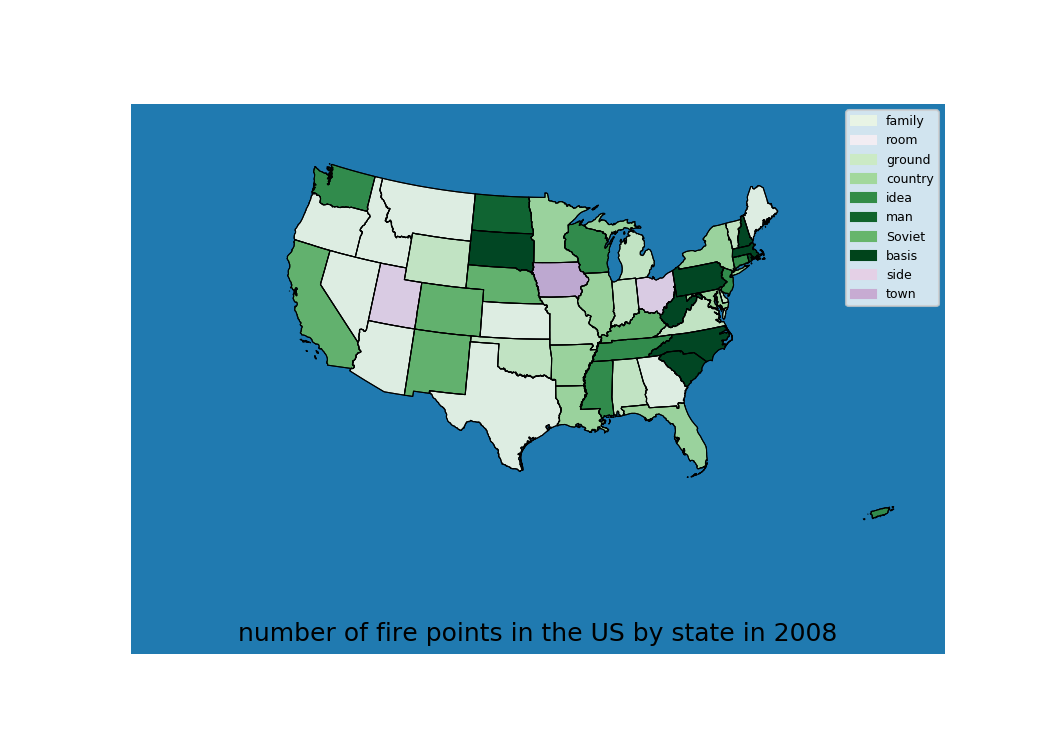 family
room
ground
country
idea
man
Soviet
basis
side
town
number of fire points in the US by state in 2008